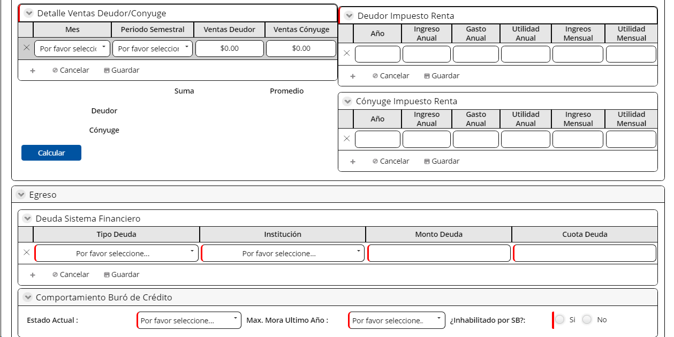 Detalle Ventas Deudor/Conyuge
Mes Periodo Semestral Ventas Deudor Ventas Cónyuge
Por favor selecci Por favor seleccio $0.00 $0.00
+ Cancelar Guardar
Suma Promedio
Deudor
Cónyuge
Calcular
Deudor Impuesto Renta
Año Ingreso Anual Gasto Anual Utilidad Anual Ingreos Mensual Utilidad Mensual
+ Cancelar Guardar
Cónyuge Impuesto Renta
Año Ingreso Anual Gasto Anual Utilidad Anual Ingreso Mensual Utilidad Mensual
+ Cancelar Guardar
Egreso
Deuda Sistema Financiero
Tipo Deuda Institución Monto Deuda Cuota Deuda
Por favor seleccione... Por favor seleccione...
+ Cancelar Guardar
Comportamiento Buró de Crédito
Estado Actual : Por favor seleccione... Max. Mora Ultimo Año : Por favor seleccione.. ¿Inhabilitado por SB?: Si No